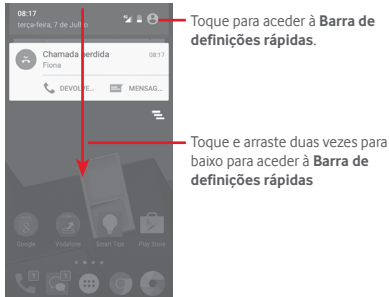 08:17
terça-feira, 7 de Julho
Chamada perdida
08:17
Fiona
DEVOLVE...
MENSAG...
Google
Vodafone
Smart Tips
Play Store
3
3
Toque para aceder à Barra de
definições rápidas.
Toque e arraste duas vezes para
baixo para aceder à Barra de
definições rápidas